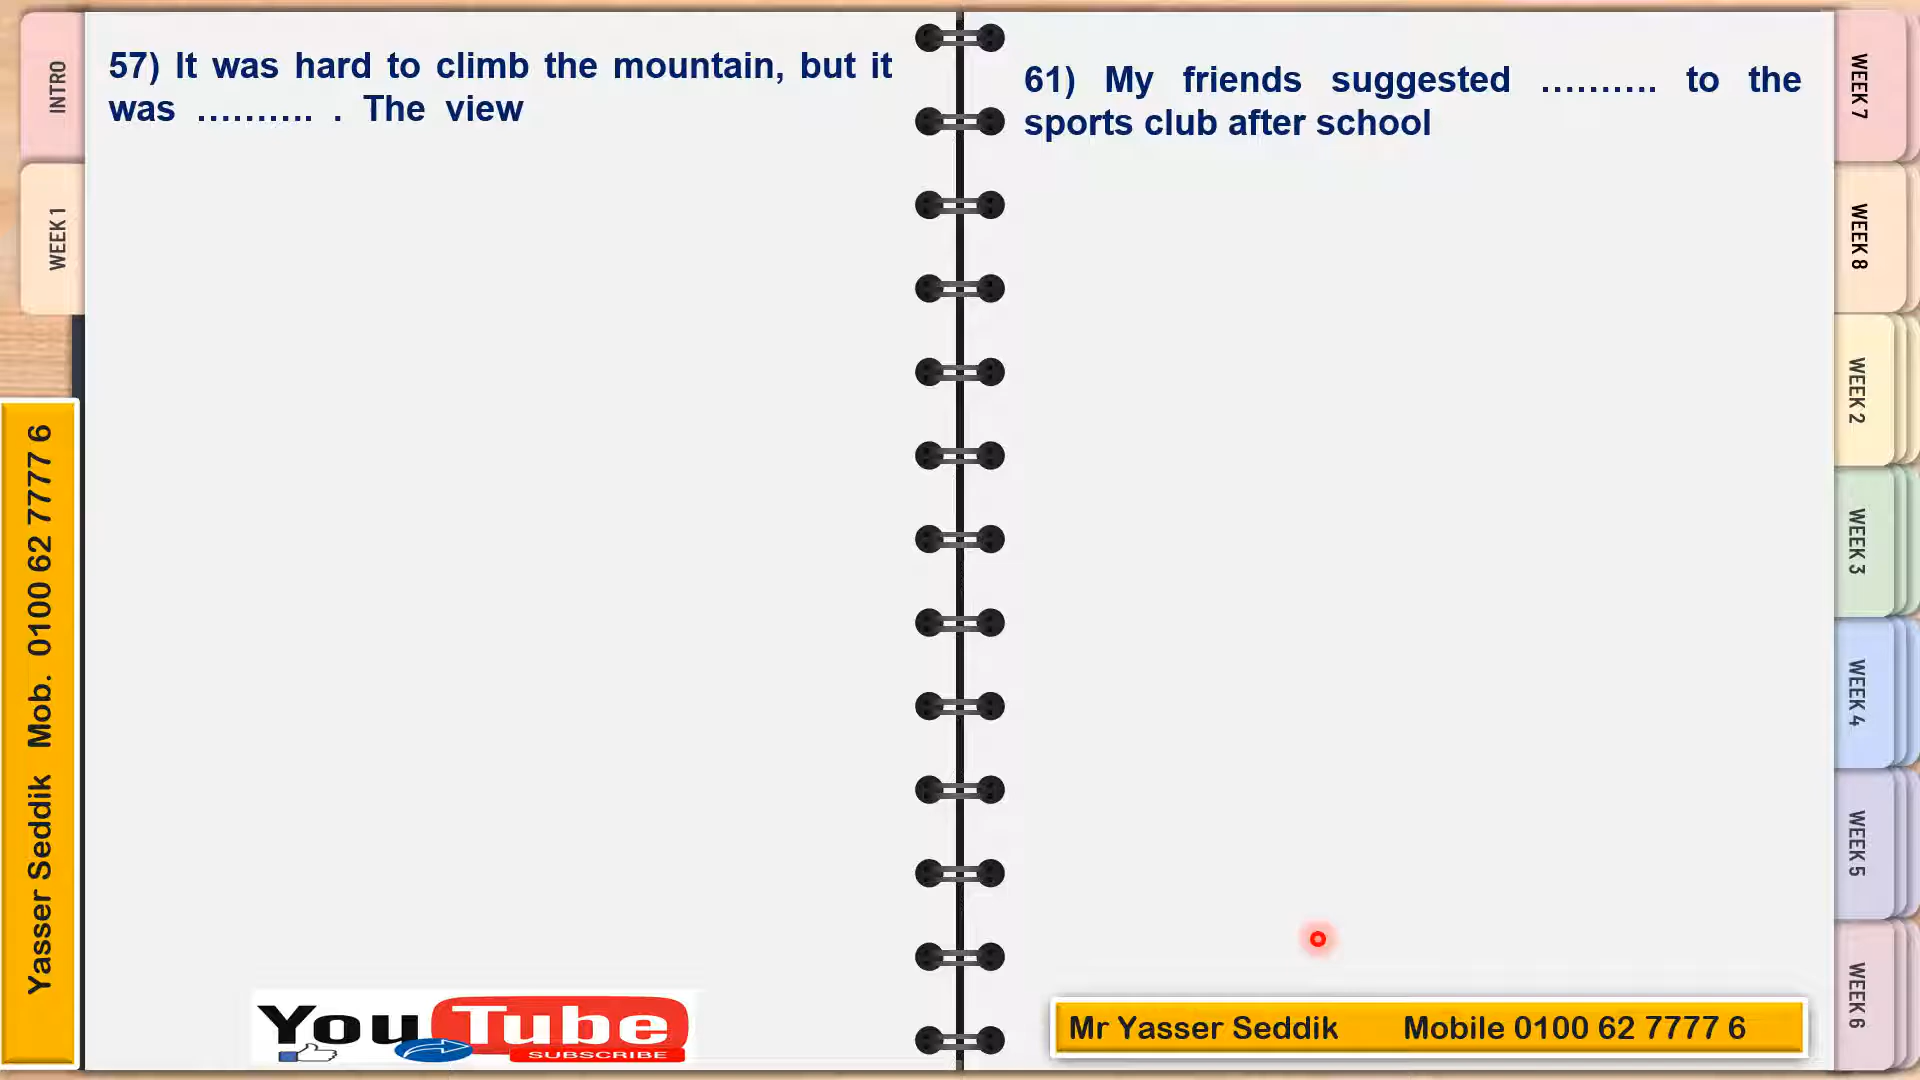 57) It was hard to climb the mountain, but it
was .......... . The view
61) My friends suggested .......... to the
sports club after school
INTRO
WEEK 1
WEEK 7
WEEK 8
WEEK 2
WEEK 3
WEEK 4
WEEK 5
WEEK 6
Yasser Seddik Mob. 0100 62 7777 6
YouTube
SUBSCRIBE
Mr Yasser Seddik Mobile 0100 62 7777 6